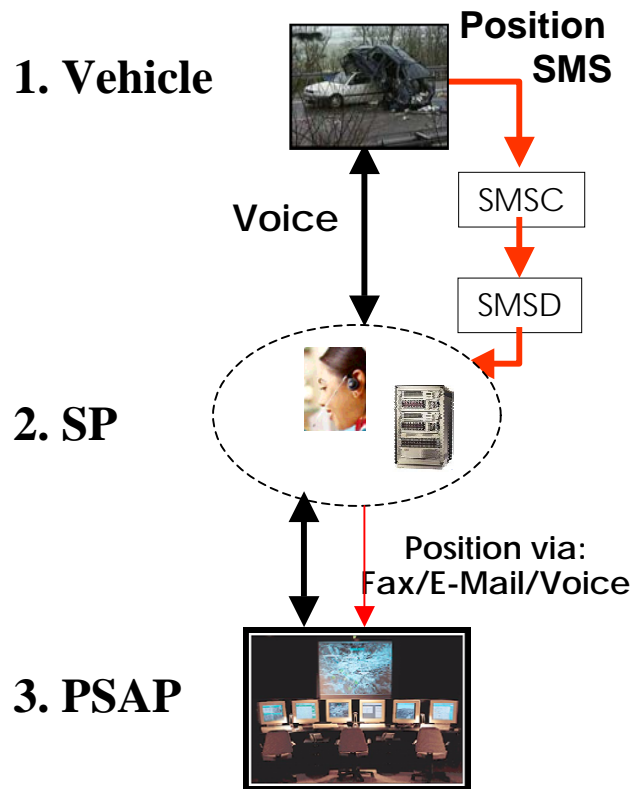 Position
SMS
1. Vehicle
SMSC
Voice
SMSD
2. SP
Position via:
Fax/E-Mail/Voice
3. PSAP